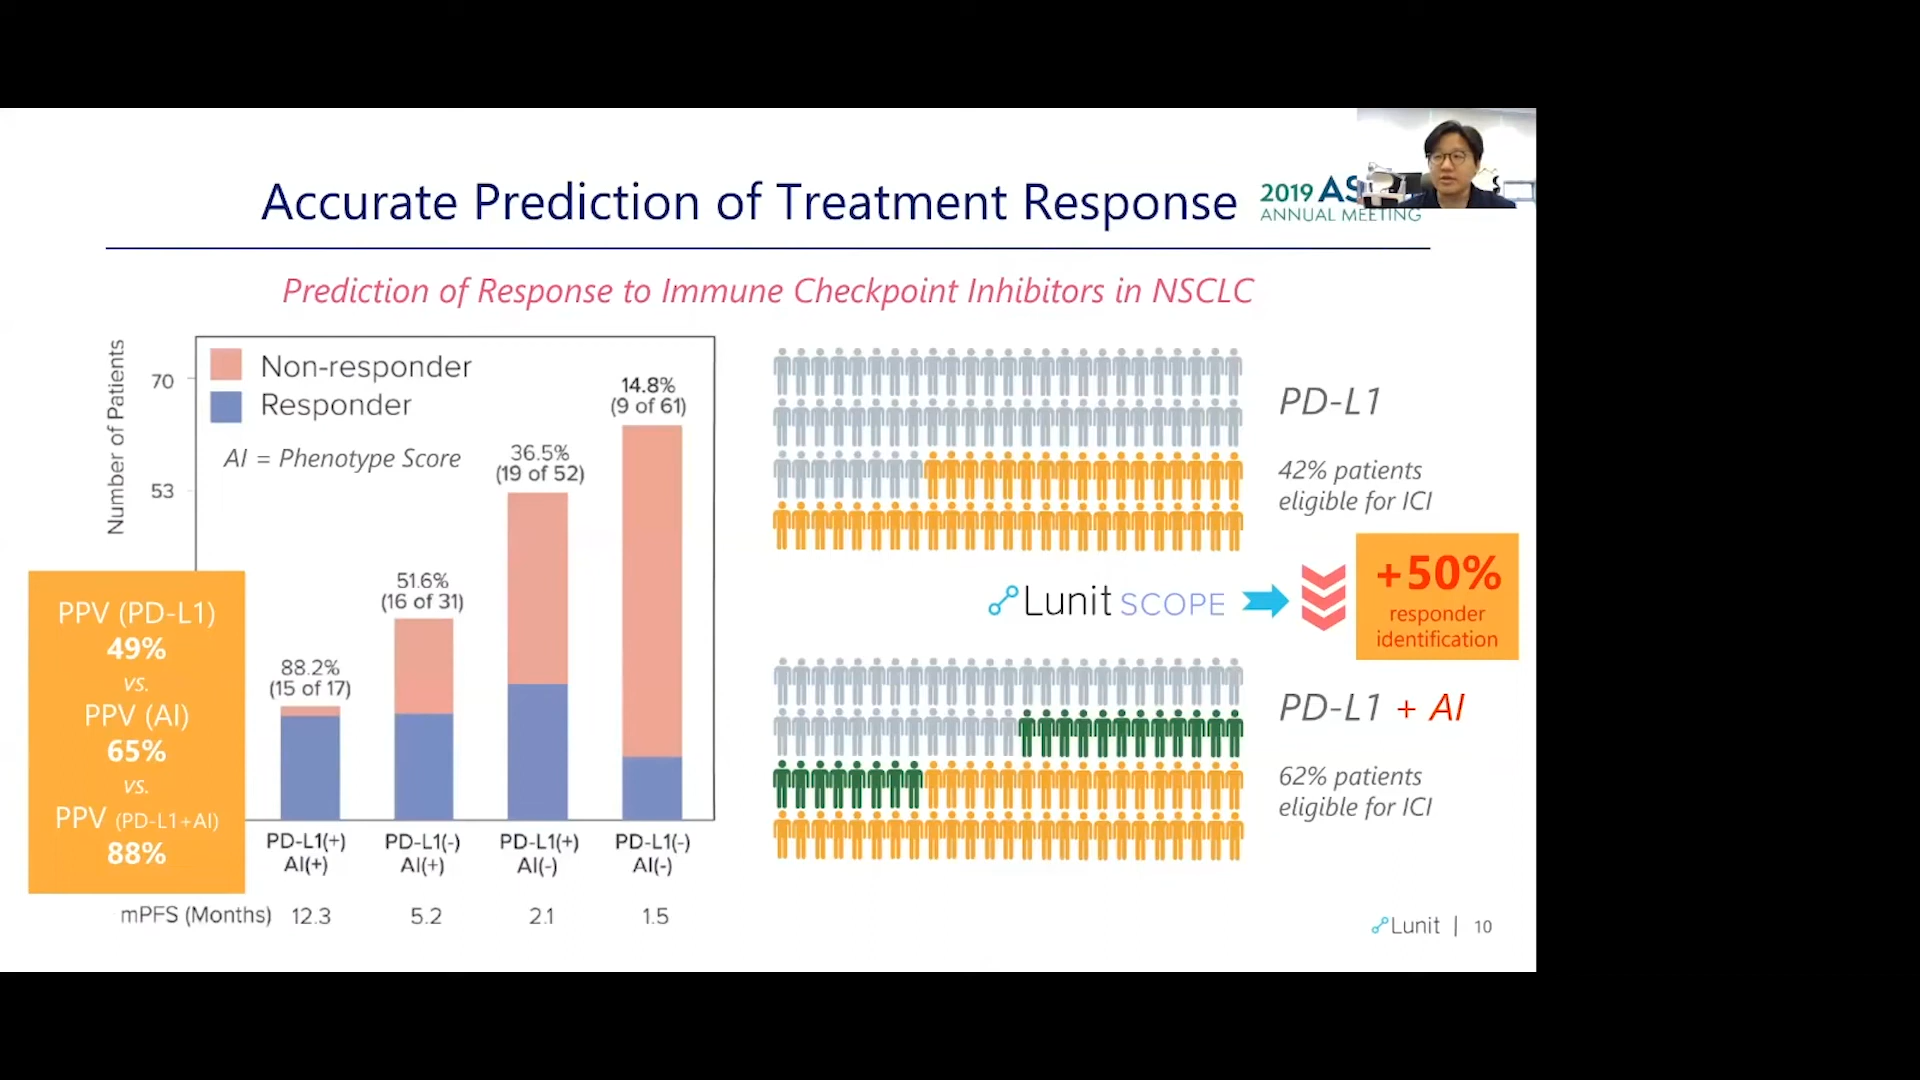 Accurate Prediction of Treatment Response
2019 AS
ANNUAL MEETING
Prediction of Response to Immune Checkpoint Inhibitors in NSCLC
Number of Patients
70
53
Non-responder
Responder
AI = Phenotype Score
88.2%
(15 of 17)
51.6%
(16 of 31)
36.5%
(19 of 52)
14.8%
(9 of 61)
PPV (PD-L1)
49%
vs.
PPV (AI)
65%
vs.
PPV (PD-L1+AI)
88%
PD-L1(+)
AI(+)
PD-L1(-)
AI(+)
PD-L1(+)
AI(-)
PD-L1(-)
AI(-)
mPFS (Months) 12.3 5.2 2.1 1.5
PD-L1
42% patients
eligible for ICI
Lunit SCOPE
+50%
responder
identification
PD-L1 + AI
62% patients
eligible for ICI
Lunit | 10